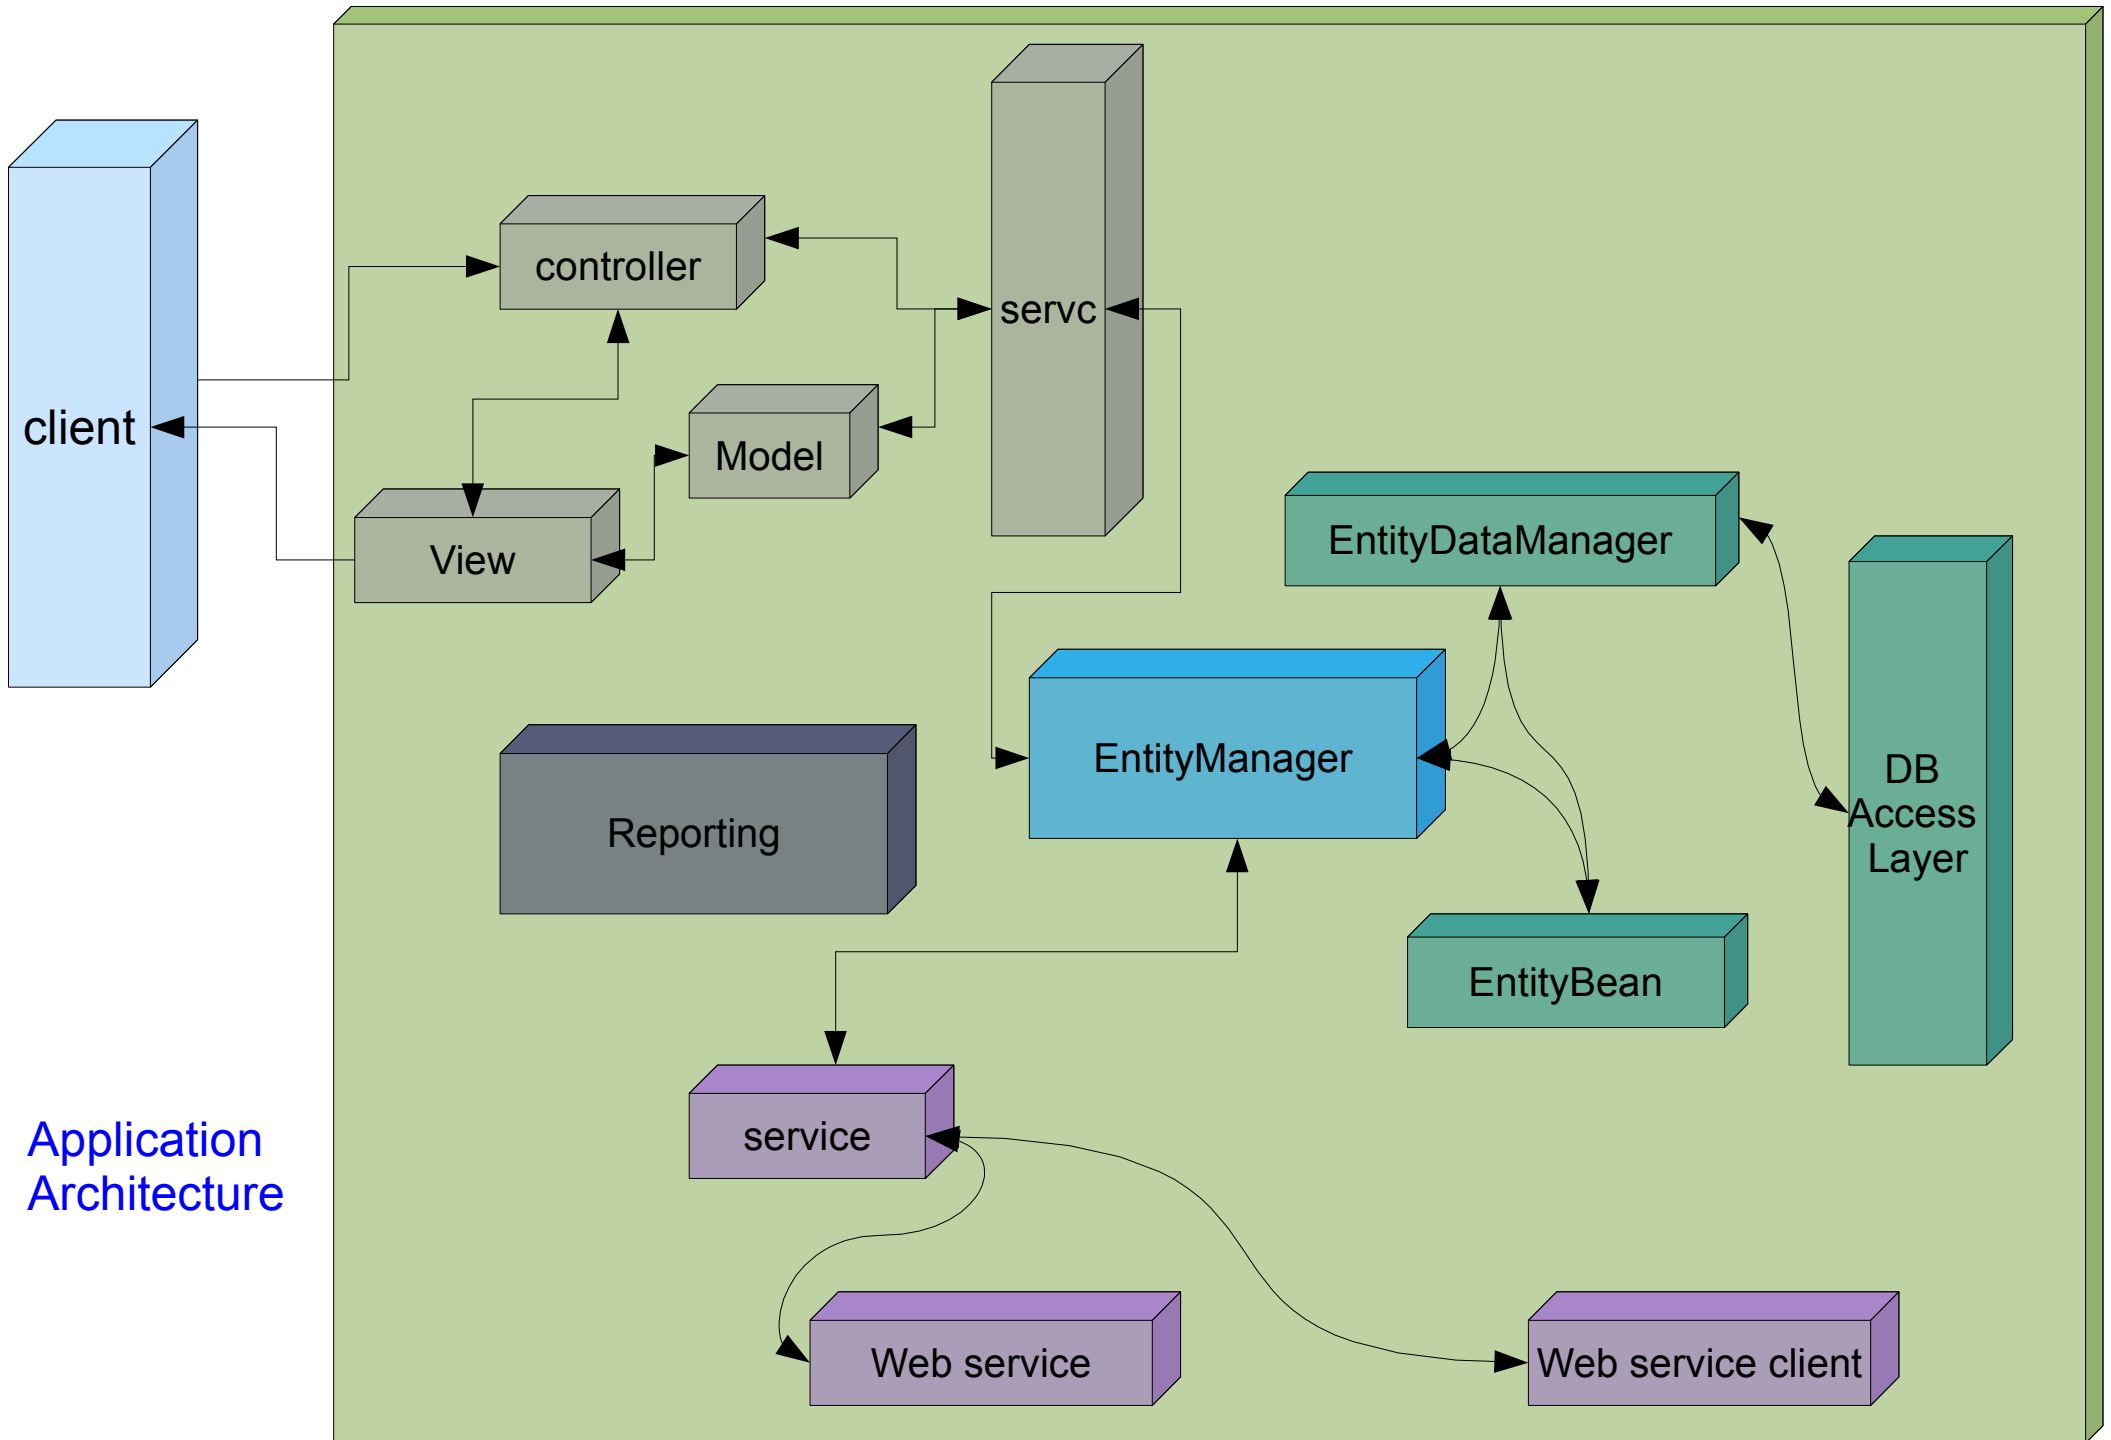 controller
servc
client
Model
View
EntityDataManager
EntityManager
DB
Access
Layer
Reporting
EntityBean
service
Application
Architecture
Web service
Web service client